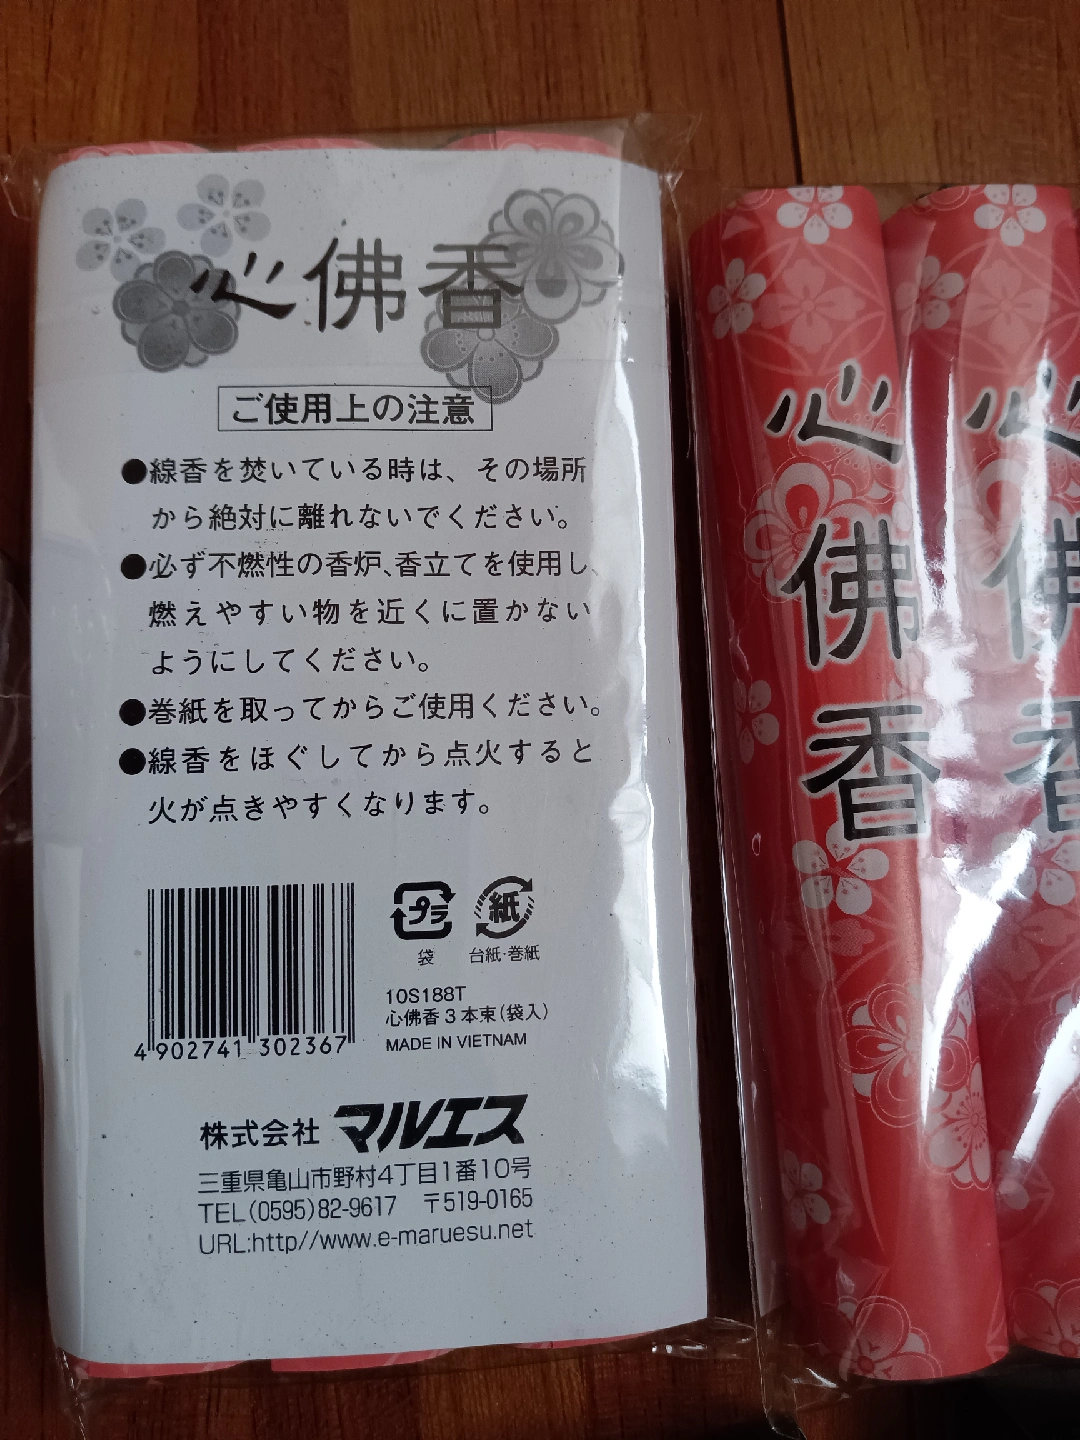 心佛香
ご使用上の注意
●線香を焚いている時は、その場所
から絶対に離れないでください。
●必ず不燃性の香炉、香立てを使用し、
燃えやすい物を近くに置かない
ようにしてください。
●巻紙を取ってからご使用ください。
●線香をほぐしてから点火すると
火が点きやすくなります。
4 902741 302367
プラ
袋
紙
台紙・巻紙
10S188T
心佛香3本束(袋入)
MADE IN VIETNAM
株式会社 マルエス
三重県亀山市野村4丁目1番10号
TEL(0595)82-9617 〒519-0165
URL:http//www.e-maruesu.net
心佛香
心佛香